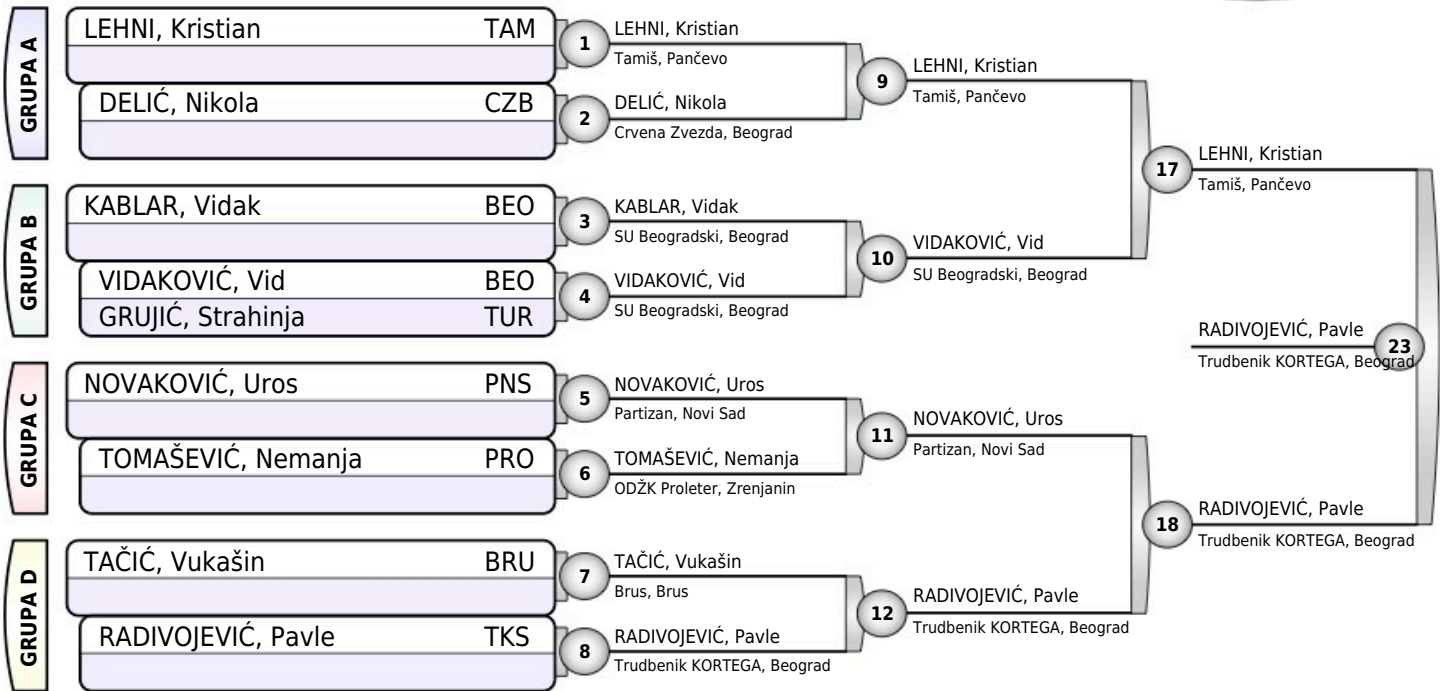 GRUPA A
LEHNI, Kristian TAM
DELIĆ, Nikola CZB
1
LEHNI, Kristian
Tamiš, Pančevo
2
DELIĆ, Nikola
Crvena Zvezda, Beograd
9
LEHNI, Kristian
Tamiš, Pančevo
GRUPA B
KABLAR, Vidak BEO
VIDAKOVIĆ, Vid BEO
GRUJIĆ, Strahinja TUR
3
KABLAR, Vidak
SU Beogradski, Beograd
4
VIDAKOVIĆ, Vid
SU Beogradski, Beograd
10
VIDAKOVIĆ, Vid
SU Beogradski, Beograd
17
LEHNI, Kristian
Tamiš, Pančevo
GRUPA C
NOVAKOVIĆ, Uros PNS
TOMAŠEVIĆ, Nemanja PRO
5
NOVAKOVIĆ, Uros
Partizan, Novi Sad
6
TOMAŠEVIĆ, Nemanja
ODŽK Proleter, Zrenjanin
11
NOVAKOVIĆ, Uros
Partizan, Novi Sad
GRUPA D
TAČIĆ, Vukašin BRU
RADIVOJEVIĆ, Pavle TKS
7
TAČIĆ, Vukašin
Brus, Brus
8
RADIVOJEVIĆ, Pavle
Trudbenik KORTEGA, Beograd
12
RADIVOJEVIĆ, Pavle
Trudbenik KORTEGA, Beograd
18
RADIVOJEVIĆ, Pavle
Trudbenik KORTEGA, Beograd
RADIVOJEVIĆ, Pavle
23
Trudbenik KORTEGA, Beograd